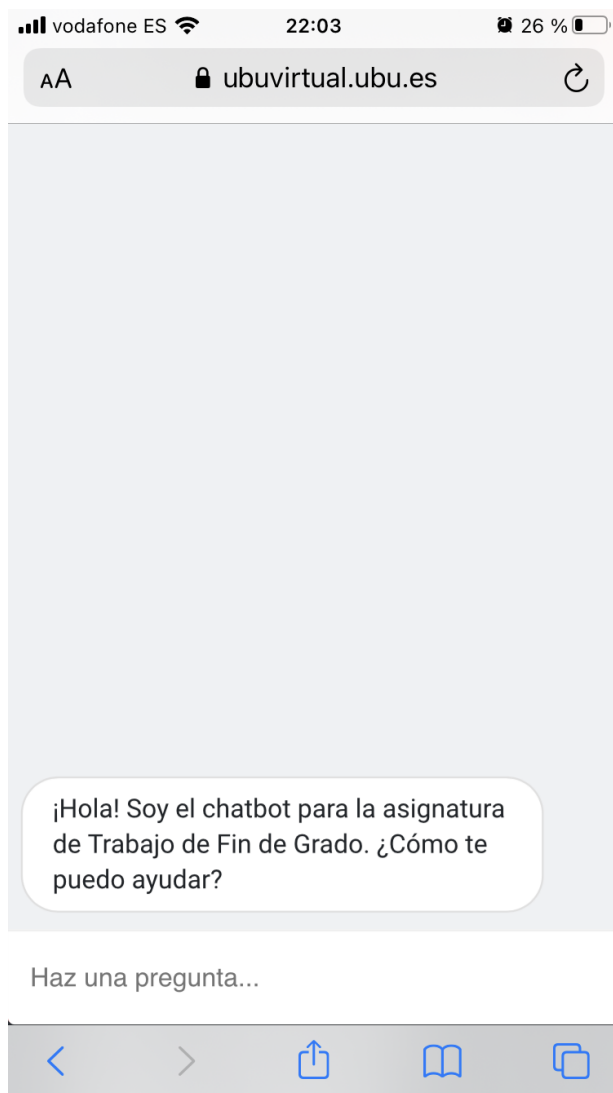 vodafone ES 22:03 26 %
AA ubuvirtual.ubu.es
¡Hola! Soy el chatbot para la asignatura
de Trabajo de Fin de Grado. ¿Cómo te
puedo ayudar?
Haz una pregunta...